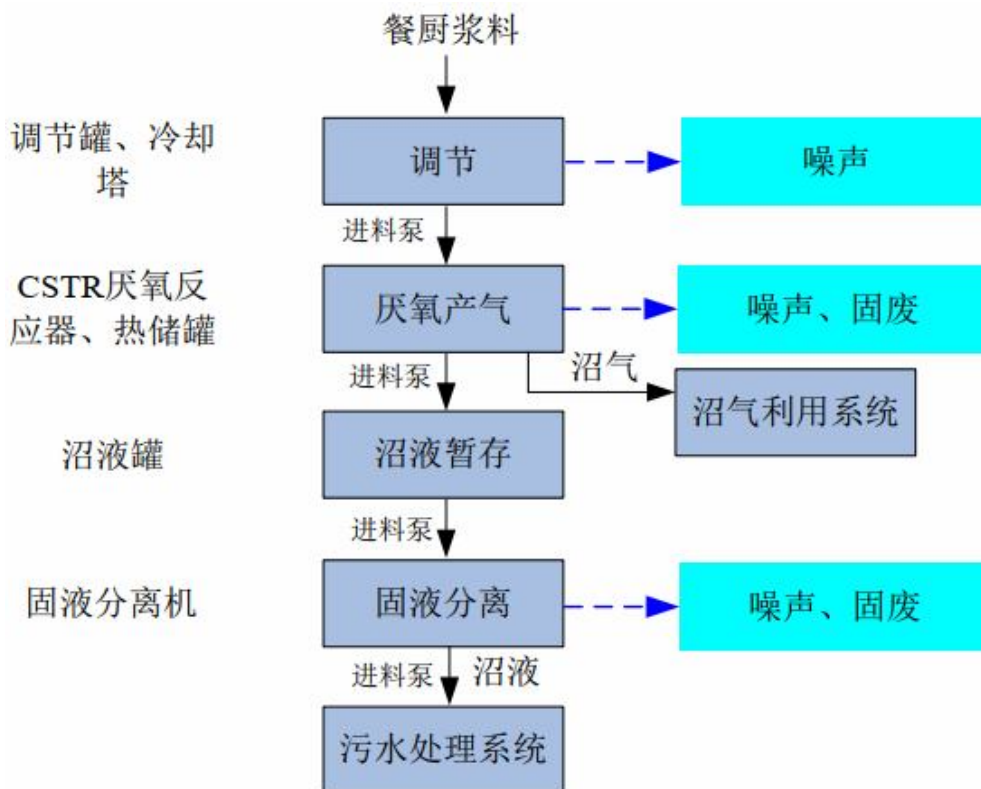 餐厨浆料
调节罐、冷却
塔
调节
噪声
进料泵
CSTR厌氧反
应器、热储罐
厌氧产气
噪声、固废
进料泵
沼气
沼气利用系统
沼液罐
沼液暂存
进料泵
固液分离机
固液分离
噪声、固废
进料泵
沼液
污水处理系统